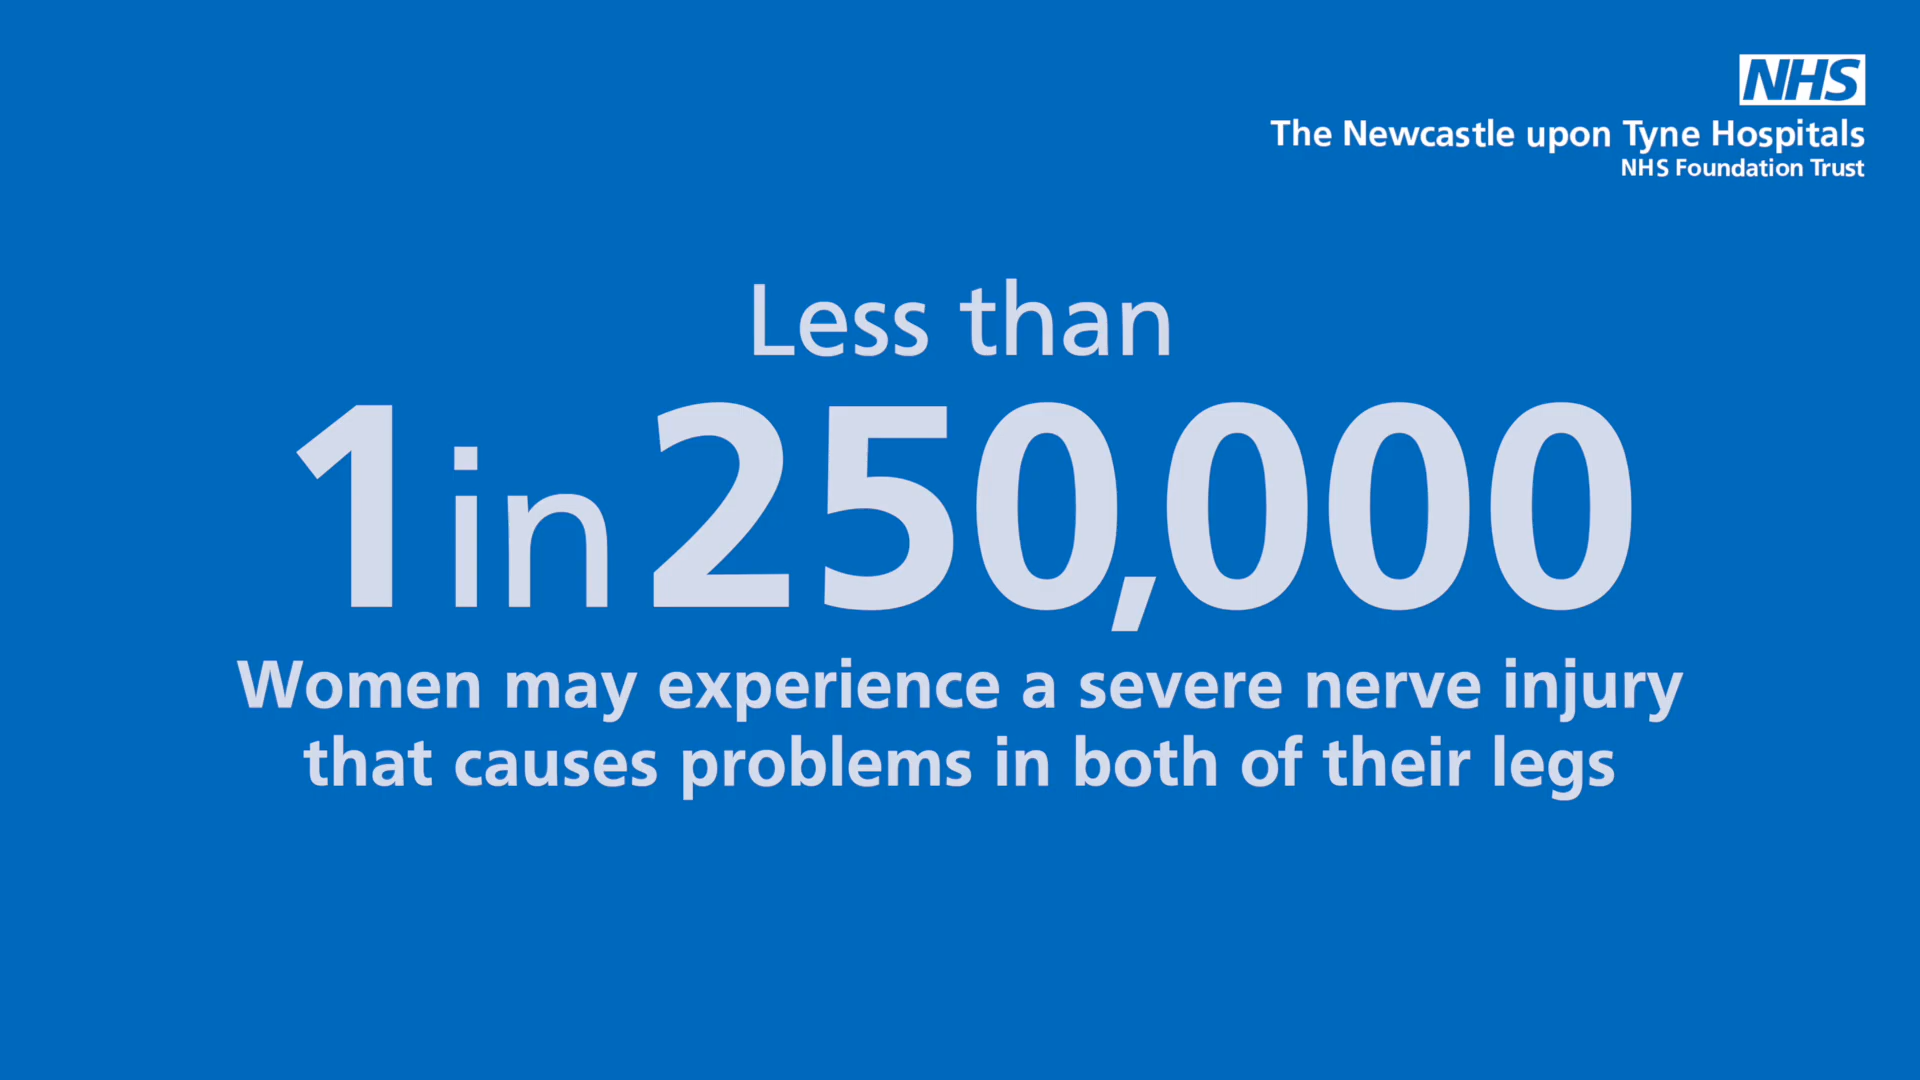 NHS
The Newcastle upon Tyne Hospitals
NHS Foundation Trust
Less than
1 in 250,000
Women may experience a severe nerve injury
that causes problems in both of their legs